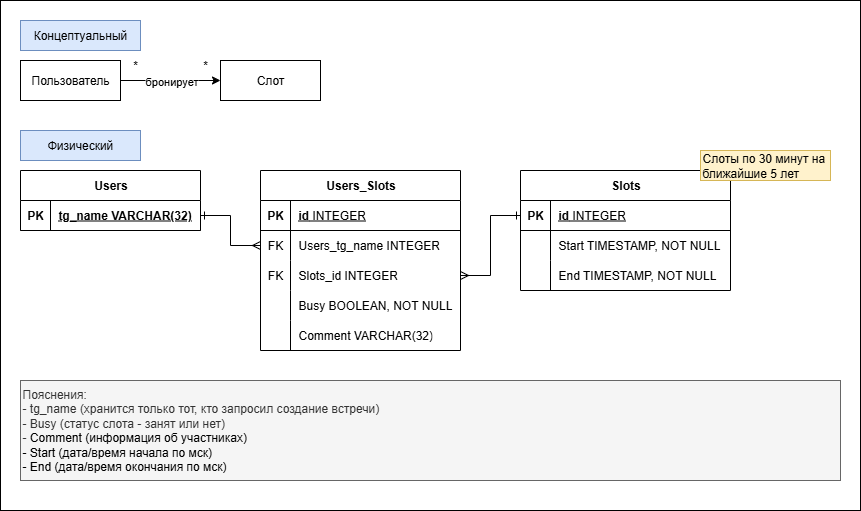 Концептуальный
Пользователь
*
бронирует
*
Слот
Физический
Слоты по 30 минут на
ближайшие 5 лет
Users
PK tg_name VARCHAR(32)
Users_Slots
PK id INTEGER
FK Users_tg_name INTEGER
FK Slots_id INTEGER
Busy BOOLEAN, NOT NULL
Comment VARCHAR(32)
Slots
PK id INTEGER
Start TIMESTAMP, NOT NULL
End TIMESTAMP, NOT NULL
Пояснения:
- tg_name (хранится только тот, кто запросил создание встречи)
- Busy (статус слота - занят или нет)
- Comment (информация об участниках)
- Start (дата/время начала по мск)
- End (дата/время окончания по мск)